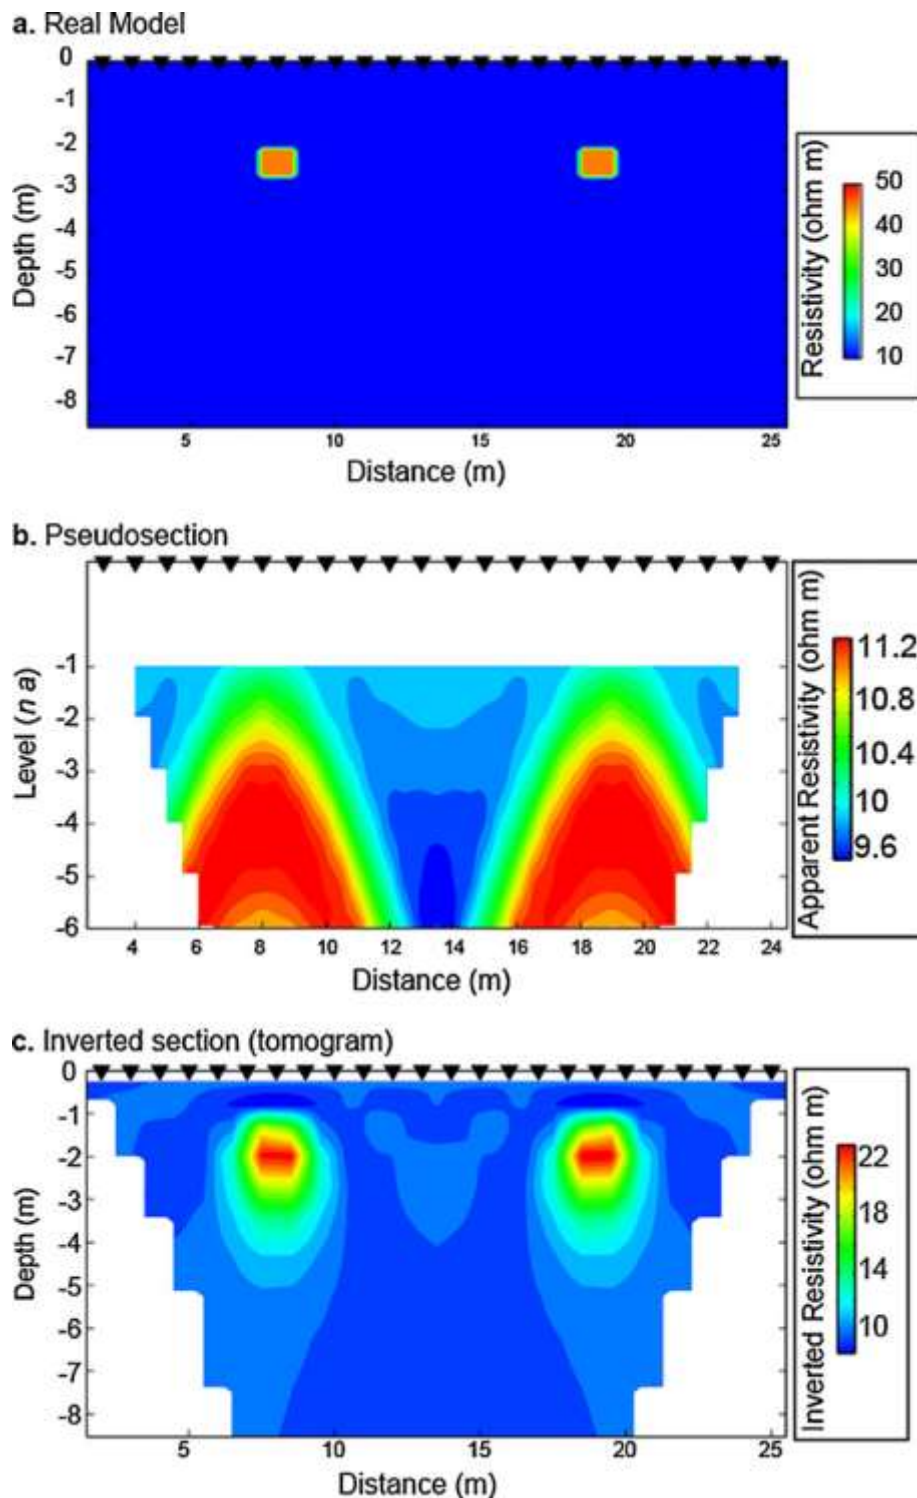 a. Real Model
0
-1
-2
-3
-4
-5
-6
-7
-8
Depth (m)
5 10 15 20 25
Distance (m)
Resistivity (ohm m)
50
40
30
20
10
b. Pseudosection
-1
-2
-3
-4
-5
-6
Level (n a)
4 6 8 10 12 14 16 18 20 22 24
Distance (m)
Apparent Resistivity (ohm m)
11.2
10.8
10.4
10
9.6
c. Inverted section (tomogram)
0
-1
-2
-3
-4
-5
-6
-7
-8
Depth (m)
5 10 15 20 25
Distance (m)
Inverted Resistivity (ohm m)
22
18
14
10